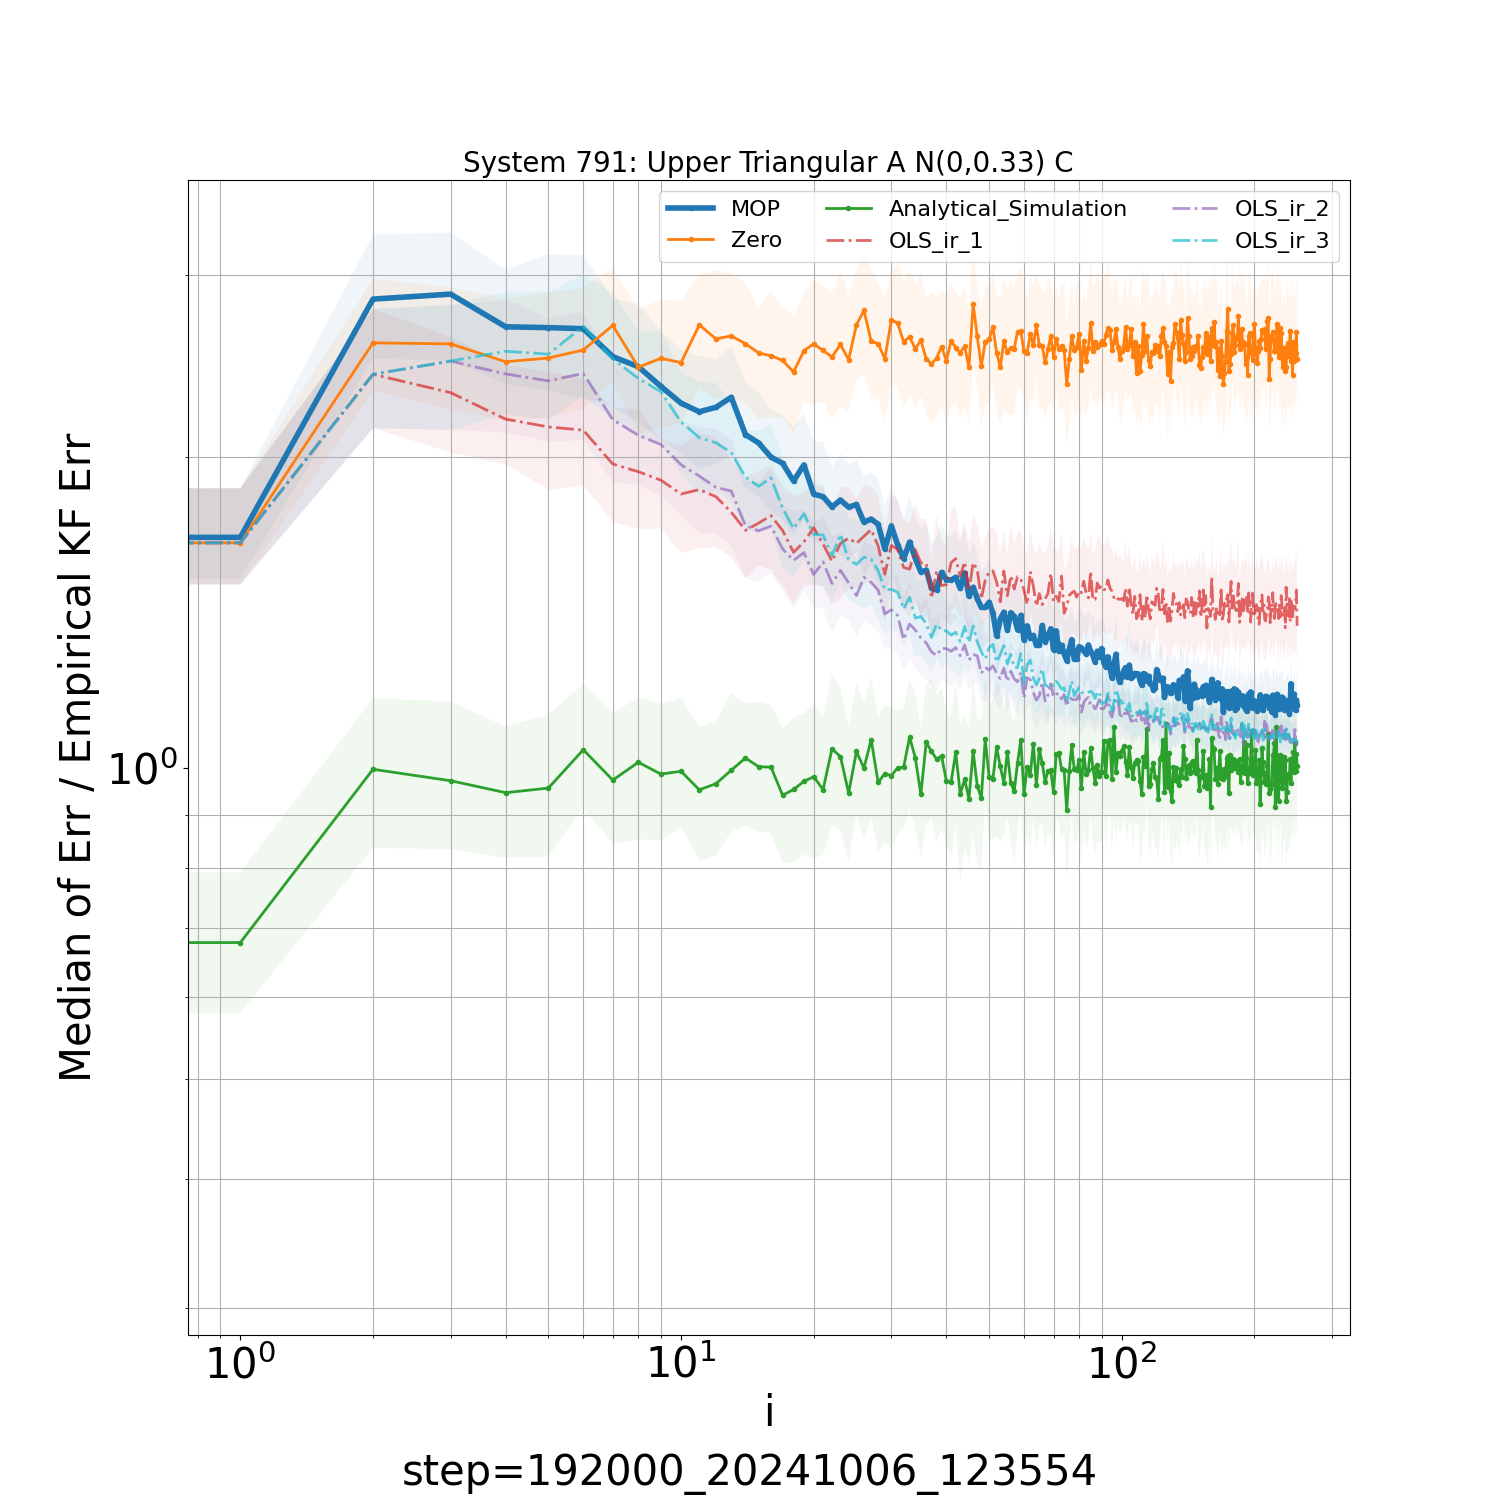 System 791: Upper Triangular A N(0,0.33) C
MOP
Zero
Analytical_Simulation
OLS_ir_1
OLS_ir_2
OLS_ir_3
Median of Err / Empirical KF Err
10⁰
10⁰ 10¹ 10²
i
step=192000_20241006_123554